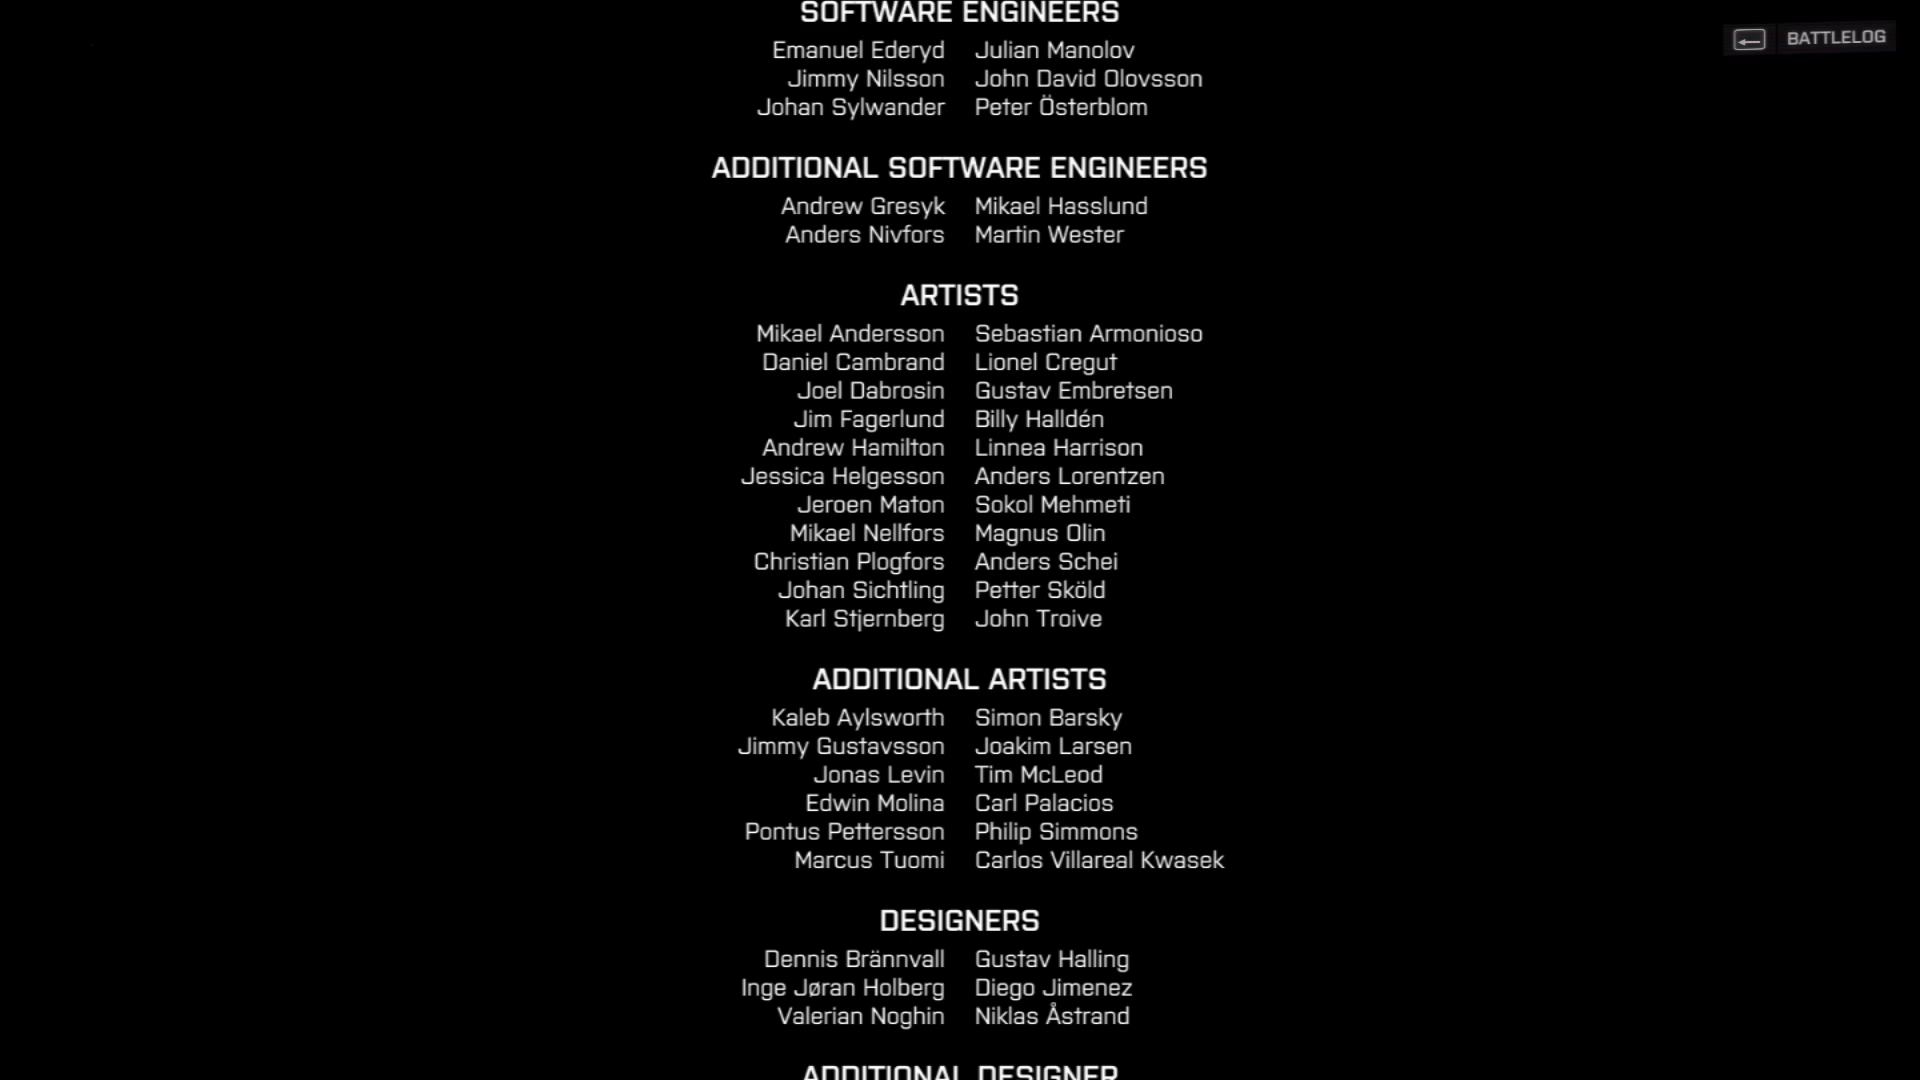 SOFTWARE ENGINEERS
BATTLELOG
Emanuel Ederyd Julian Manolov
Jimmy Nilsson John David Olovsson
Johan Sylwander Peter Österblom
ADDITIONAL SOFTWARE ENGINEERS
Andrew Gresyk Mikael Hasslund
Anders Nivfors Martin Wester
ARTISTS
Mikael Andersson Sebastian Armonioso
Daniel Cambrand Lionel Cregut
Joel Dabrosin Gustav Embretsen
Jim Fagerlund Billy Halldén
Andrew Hamilton Linnea Harrison
Jessica Helgesson Anders Lorentzen
Jeroen Maton Sokol Mehmeti
Mikael Nellfors Magnus Olin
Christian Plogfors Anders Schei
Johan Sichtling Petter Sköld
Karl Stjernberg John Troive
ADDITIONAL ARTISTS
Kaleb Aylsworth Simon Barsky
Jimmy Gustavsson Joakim Larsen
Jonas Levin Tim McLeod
Edwin Molina Carl Palacios
Pontus Pettersson Philip Simmons
Marcus Tuomi Carlos Villareal Kwasek
DESIGNERS
Dennis Brännvall Gustav Halling
Inge Jøran Holberg Diego Jimenez
Valerian Noghin Niklas Åstrand
ADDITIONAL DESIGNER